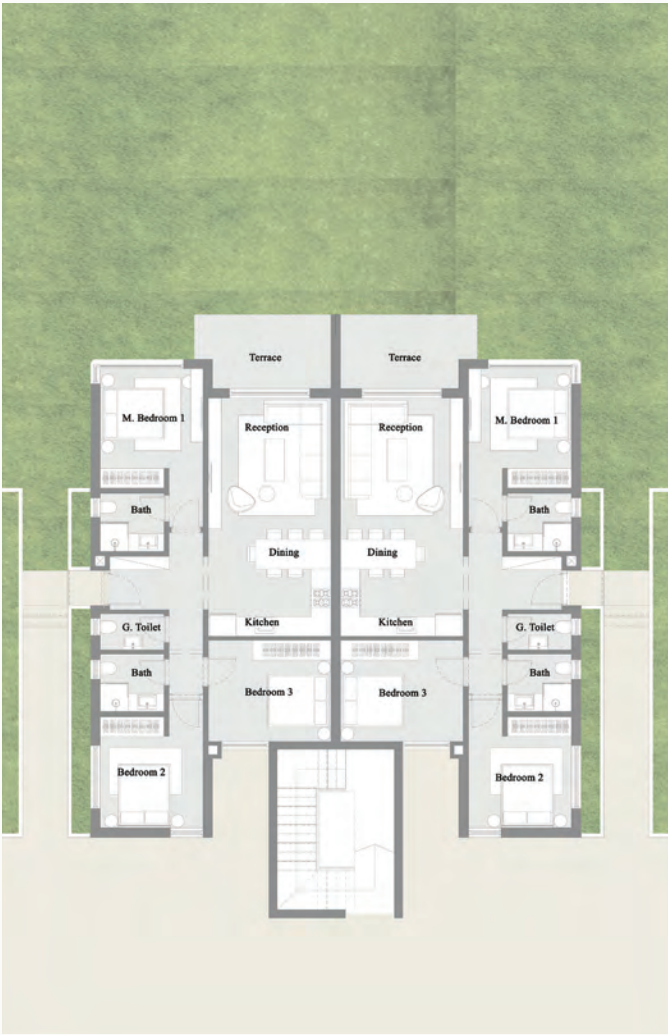 Terrace
Terrace
M. Bedroom 1
Reception
Reception
M. Bedroom 1
Bath
Bath
Dining
Dining
G. Toilet
Kitchen
Kitchen
G. Toilet
Bath
Bath
Bedroom 3
Bedroom 3
Bedroom 2
Bedroom 2